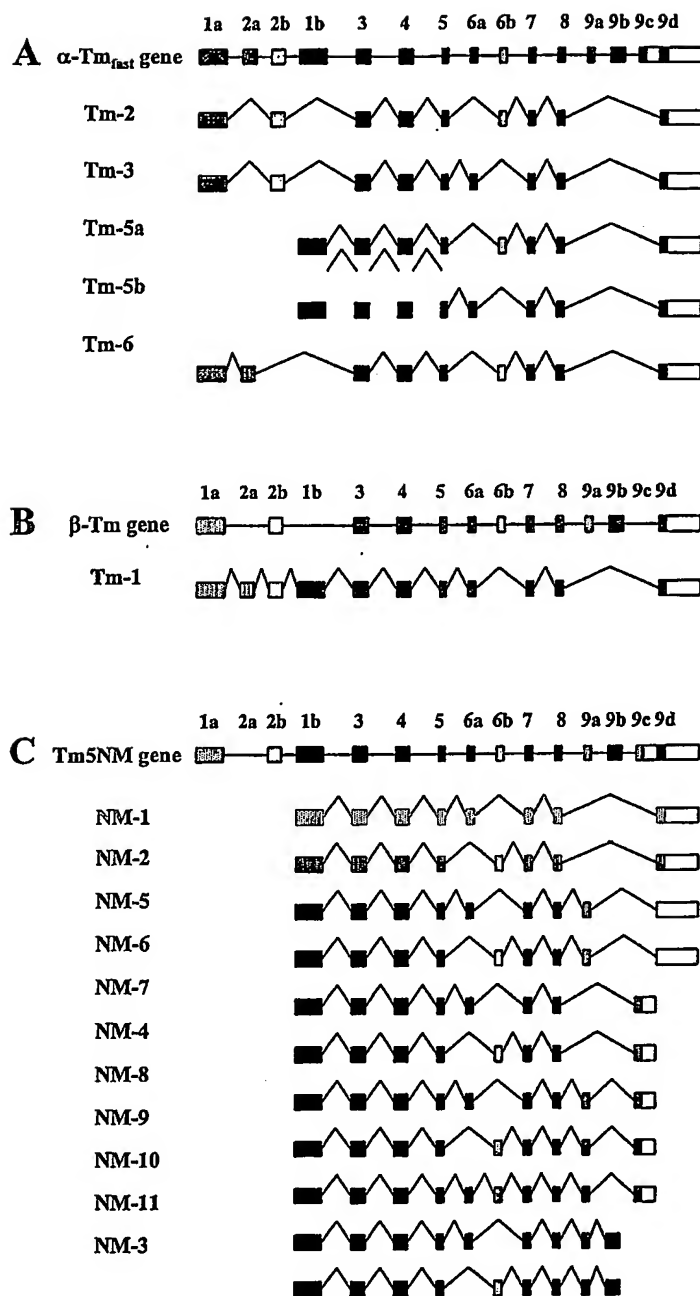 1a 2a 2b 1b 3 4 5 6a 6b 7 8 9a 9b 9c 9d
A α-Tmfast gene
Tm-2
Tm-3
Tm-5a
Tm-5b
Tm-6
1a 2a 2b 1b 3 4 5 6a 6b 7 8 9a 9b 9c 9d
B β-Tm gene
Tm-1
1a 2a 2b 1b 3 4 5 6a 6b 7 8 9a 9b 9c 9d
C Tm5NM gene
NM-1
NM-2
NM-5
NM-6
NM-7
NM-4
NM-8
NM-9
NM-10
NM-11
NM-3